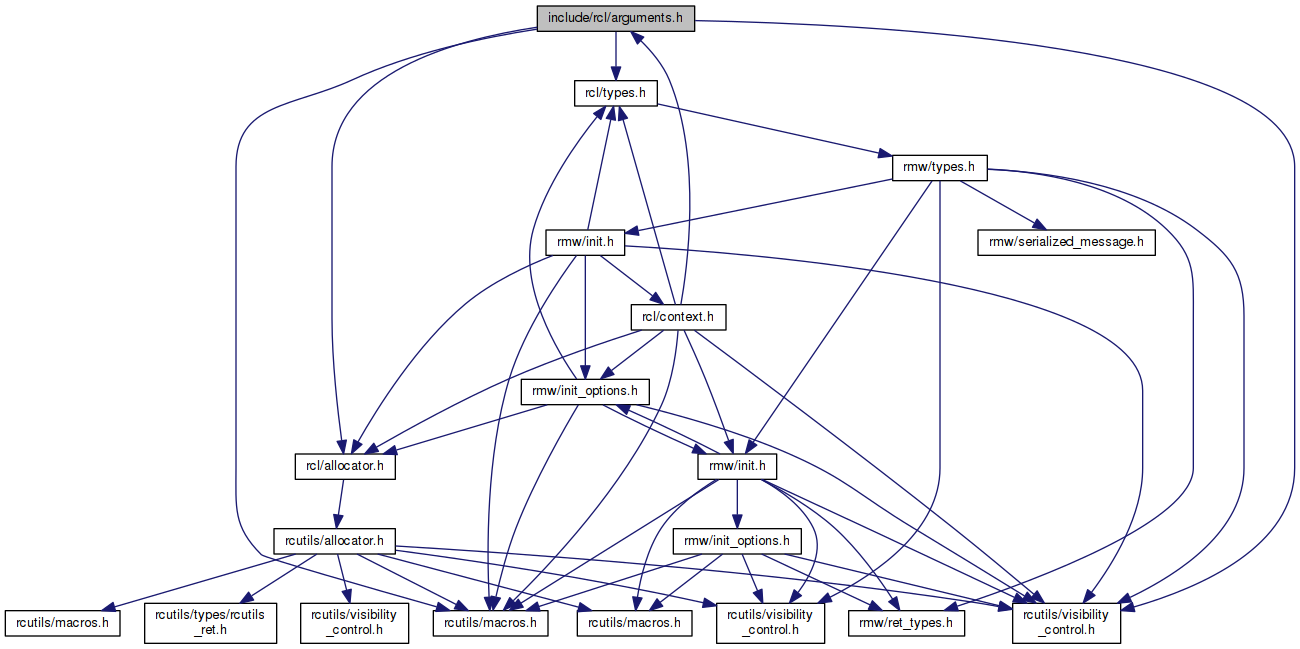 include/rcl/arguments.h
rcl/types.h
rmw/types.h
rmw/init.h
rmw/serialized_message.h
rcl/context.h
rmw/init_options.h
rcl/allocator.h
rmw/init.h
rcutils/allocator.h
rmw/init_options.h
rcutils/macros.h
rcutils/types/rcutils
_ret.h
rcutils/visibility
_control.h
rcutils/macros.h
rcutils/macros.h
rcutils/visibility
_control.h
rmw/ret_types.h
rcutils/visibility
_control.h